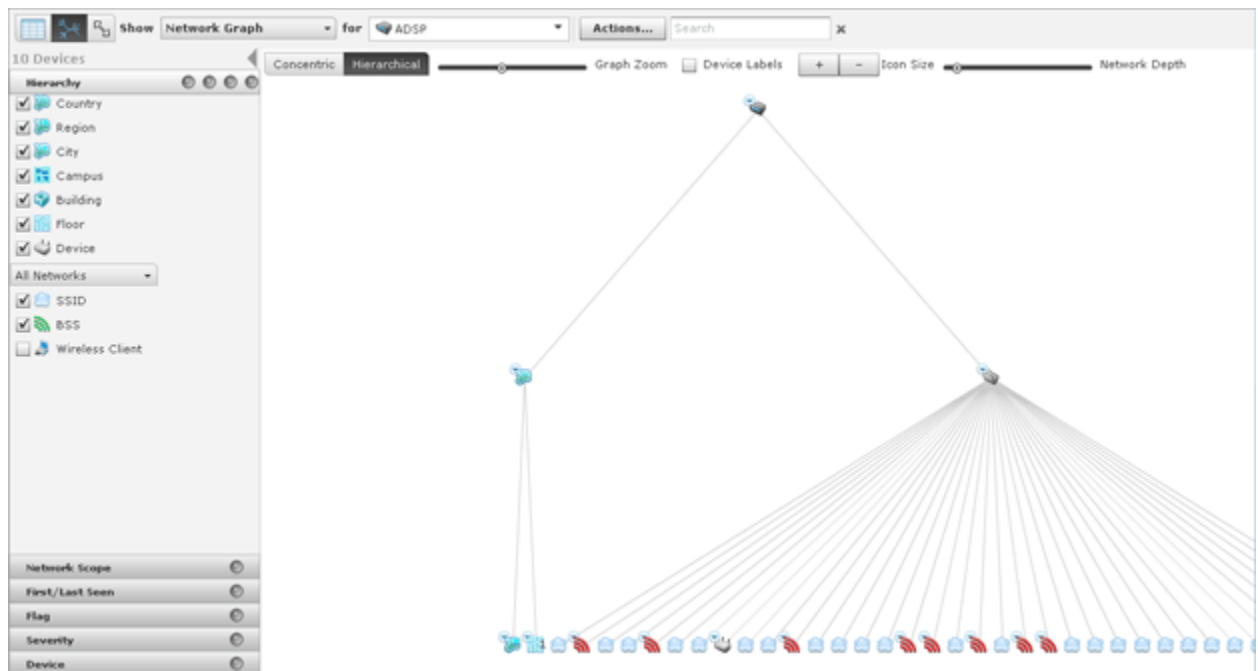 Show Network Graph for ADSP Actions... Search x
10 Devices
Concentric Hierarchical Graph Zoom Device Labels + - Icon Size Network Depth
Hierarchy
Country
Region
City
Campus
Building
Floor
Device
All Networks
SSID
BSS
Wireless Client
Network Scope
First/Last Seen
Flag
Severity
Device